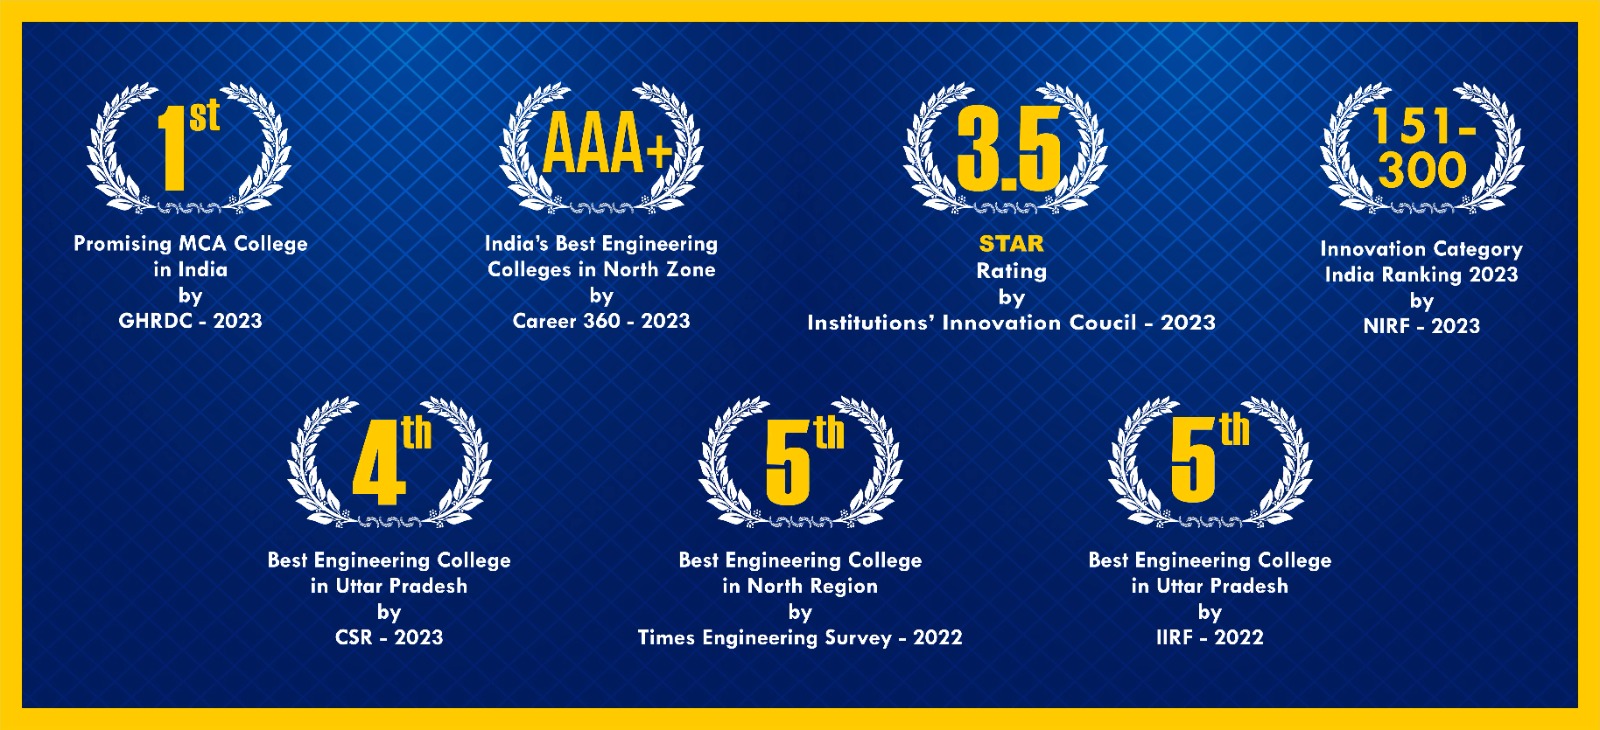 1st
Promising MCA College
in India
by
GHRDC - 2023
AAA+
India's Best Engineering
Colleges in North Zone
by
Career 360 - 2023
3.5
STAR
Rating
by
Institutions' Innovation Coucil - 2023
151-
300
Innovation Category
India Ranking 2023
by
NIRF - 2023
4th
Best Engineering College
in Uttar Pradesh
by
CSR - 2023
5th
Best Engineering College
in North Region
by
Times Engineering Survey - 2022
5th
Best Engineering College
in Uttar Pradesh
by
IIRF - 2022